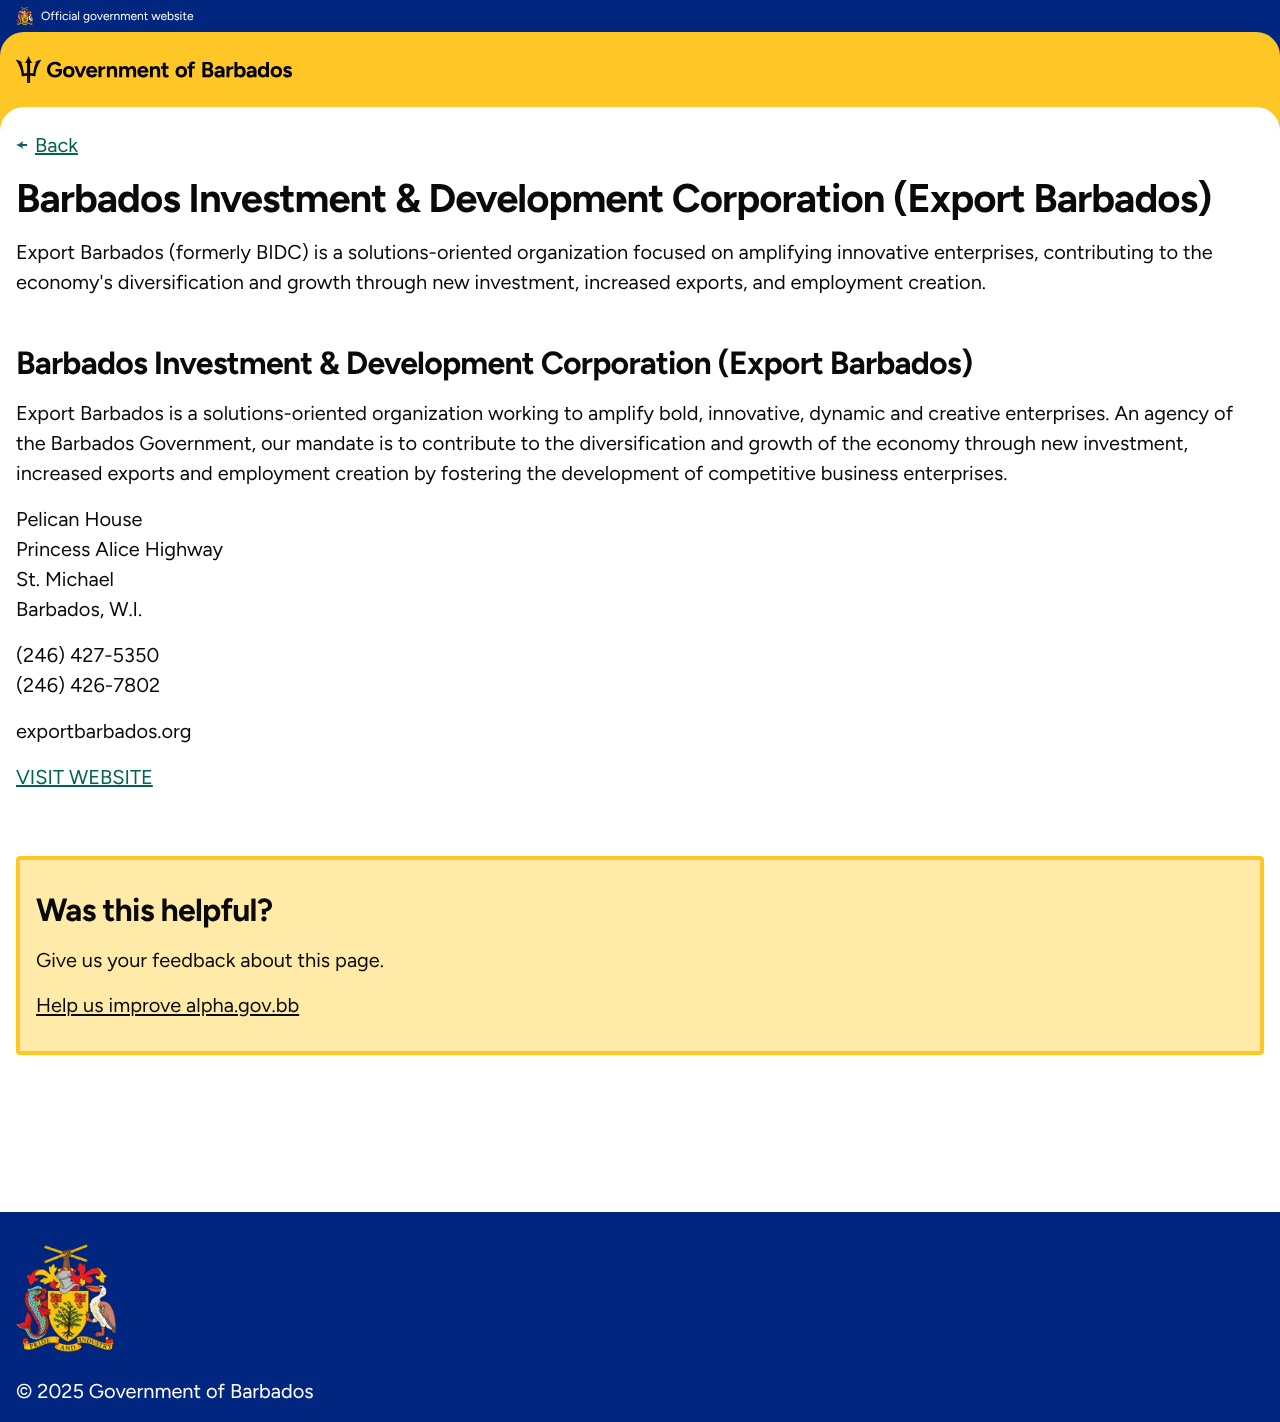 Official government website
Government of Barbados
Back
Barbados Investment & Development Corporation (Export Barbados)
Export Barbados (formerly BIDC) is a solutions-oriented organization focused on amplifying innovative enterprises, contributing to the
economy's diversification and growth through new investment, increased exports, and employment creation.
Barbados Investment & Development Corporation (Export Barbados)
Export Barbados is a solutions-oriented organization working to amplify bold, innovative, dynamic and creative enterprises. An agency of
the Barbados Government, our mandate is to contribute to the diversification and growth of the economy through new investment,
increased exports and employment creation by fostering the development of competitive business enterprises.
Pelican House
Princess Alice Highway
St. Michael
Barbados, W.I.
(246) 427-5350
(246) 426-7802
exportbarbados.org
VISIT WEBSITE
Was this helpful?
Give us your feedback about this page.
Help us improve alpha.gov.bb
PRIDE AND INDUSTRY
© 2025 Government of Barbados